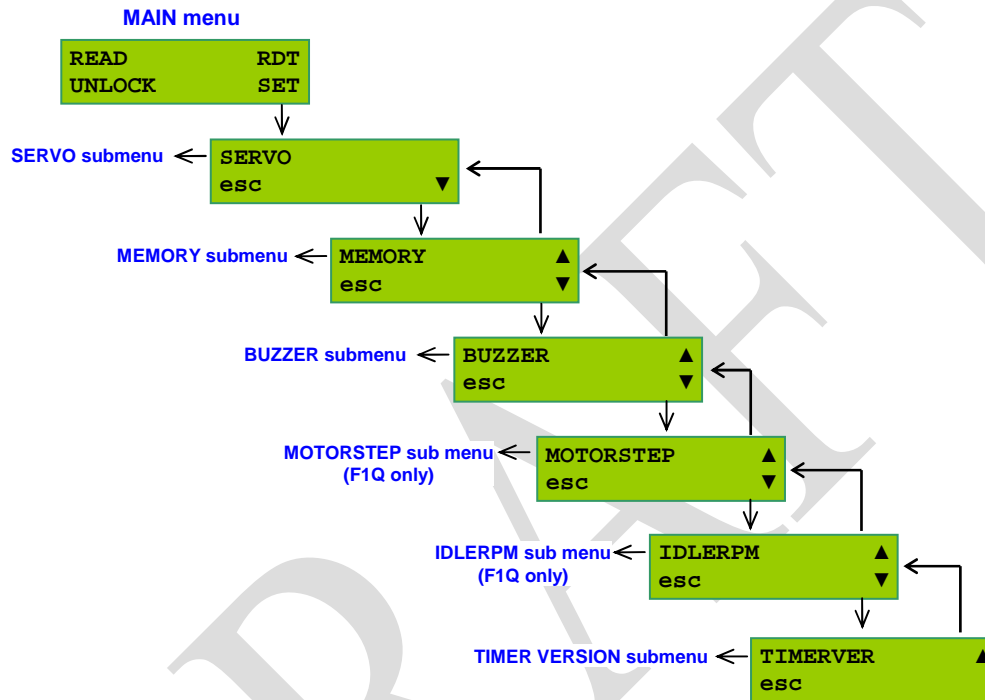 MAIN menu
READ RDT
UNLOCK SET
SERVO submenu
SERVO
esc ▼
MEMORY submenu
MEMORY ▲
esc ▼
BUZZER submenu
BUZZER ▲
esc ▼
MOTORSTEP sub menu
(F1Q only)
MOTORSTEP ▲
esc ▼
IDLERPM sub menu
(F1Q only)
IDLERPM ▲
esc ▼
TIMER VERSION submenu
TIMERVER ▲
esc
DRAFT